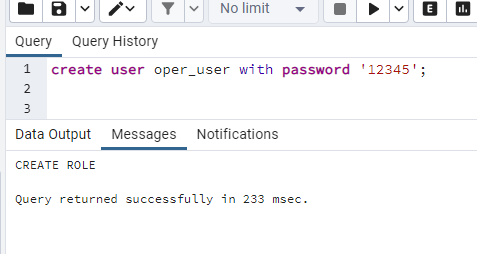 No limit
E
Query Query History
1 create user oper_user with password '12345';
2
3
Data Output Messages Notifications
CREATE ROLE
Query returned successfully in 233 msec.